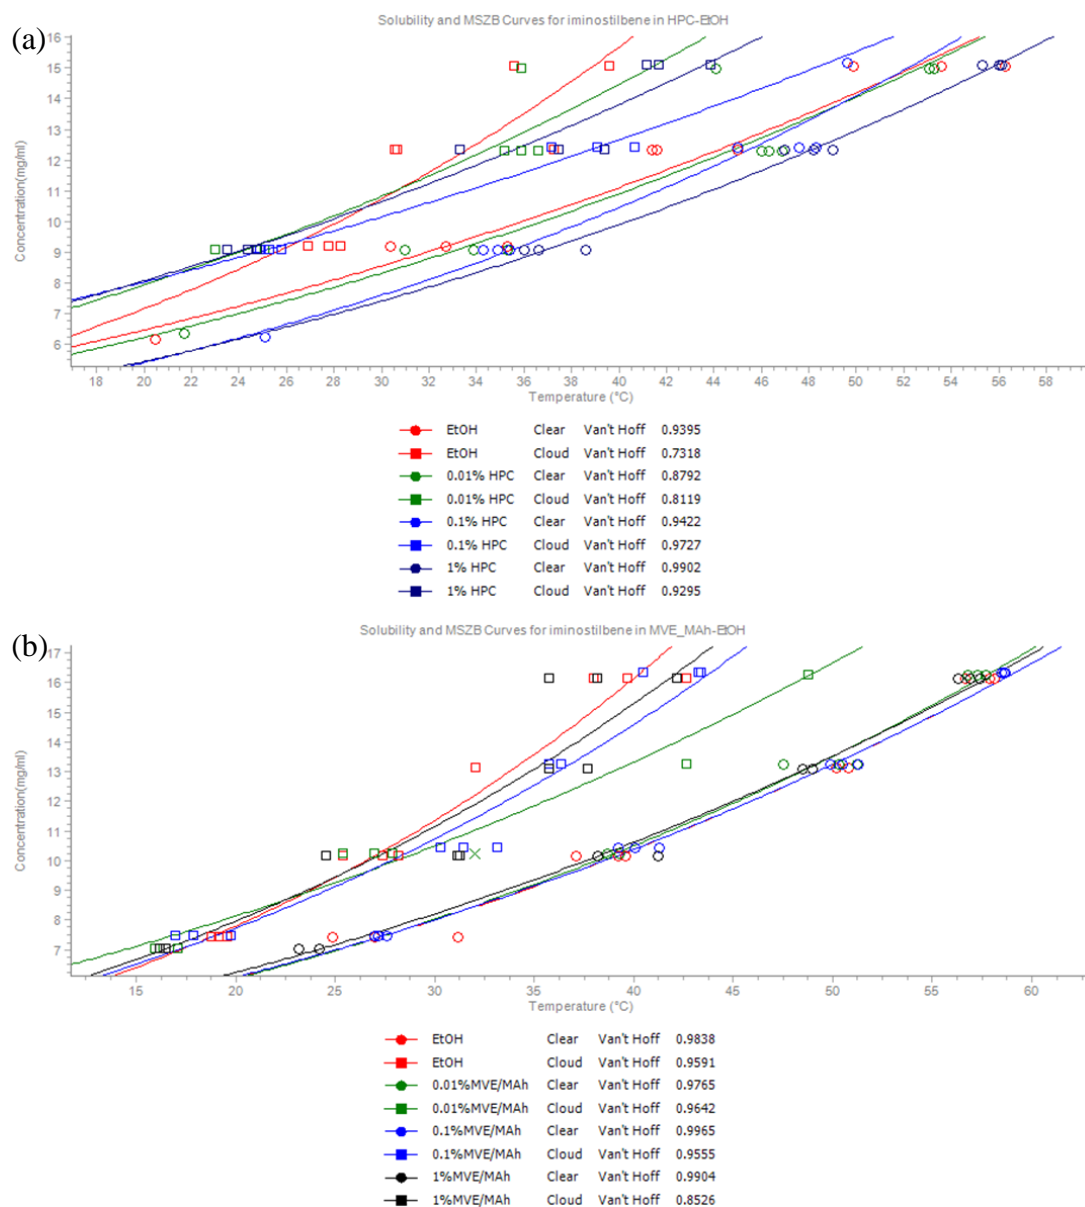 (a)
Solubility and MSZB Curves for iminostilbene in HPC-EtOH
Concentration(mg/ml)
16
15
14
13
12
11
10
9
8
7
6
18 20 22 24 26 28 30 32 34 36 38 40 42 44 46 48 50 52 54 56 58
Temperature (°C)
EtOH Clear Van't Hoff 0.9395
EtOH Cloud Van't Hoff 0.7318
0.01% HPC Clear Van't Hoff 0.8792
0.01% HPC Cloud Van't Hoff 0.8119
0.1% HPC Clear Van't Hoff 0.9422
0.1% HPC Cloud Van't Hoff 0.9727
1% HPC Clear Van't Hoff 0.9902
1% HPC Cloud Van't Hoff 0.9295
(b)
Solubility and MSZB Curves for iminostilbene in MVE_MAh-EtOH
Concentration(mg/ml)
17
16
15
14
13
12
11
10
9
8
7
15 20 25 30 35 40 45 50 55 60
Temperature (°C)
EtOH Clear Van't Hoff 0.9838
EtOH Cloud Van't Hoff 0.9591
0.01%MVE/MAh Clear Van't Hoff 0.9765
0.01%MVE/MAh Cloud Van't Hoff 0.9642
0.1%MVE/MAh Clear Van't Hoff 0.9965
0.1%MVE/MAh Cloud Van't Hoff 0.9555
1%MVE/MAh Clear Van't Hoff 0.9904
1%MVE/MAh Cloud Van't Hoff 0.8526